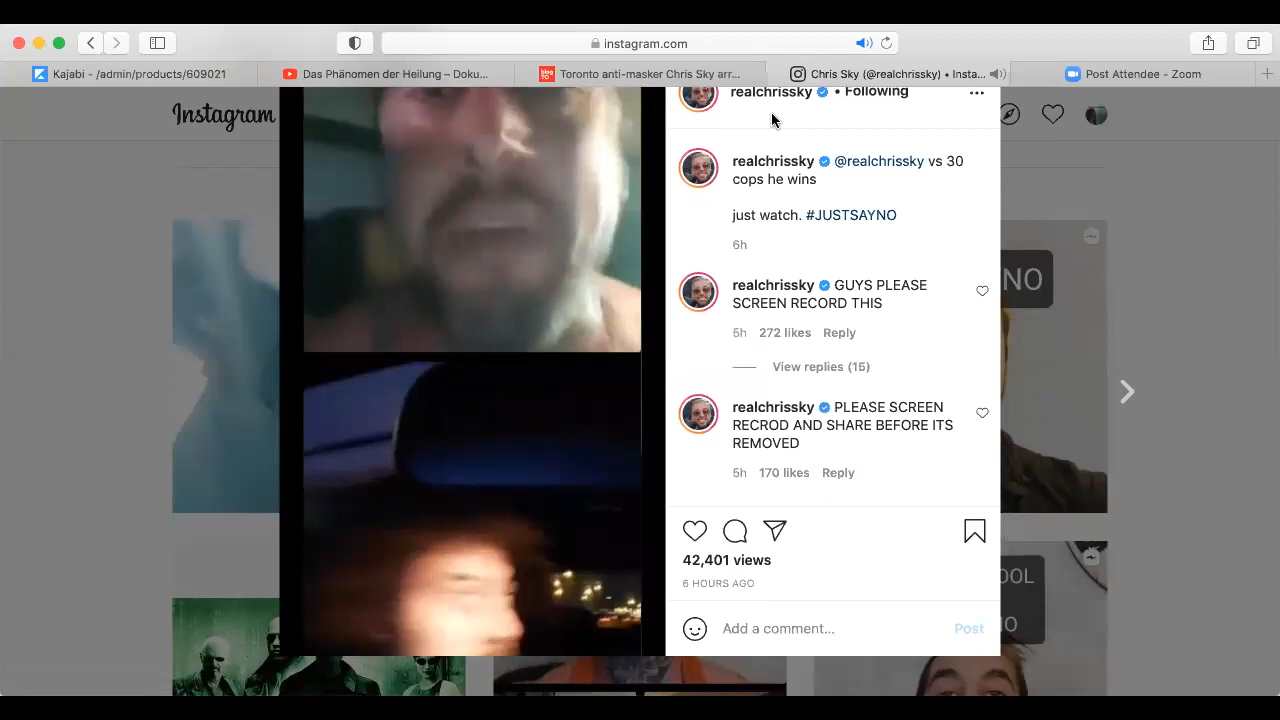 instagram.com
Kajabi - /admin/products/609021
Das Phänomen der Heilung – Doku...
blogTO
Toronto anti-masker Chris Sky arr...
Chris Sky (@realchrissky) • Insta...
Post Attendee - Zoom
Instagram
realchrissky • Following
realchrissky @realchrissky vs 30
cops he wins
just watch. #JUSTSAYNO
6h
realchrissky GUYS PLEASE
SCREEN RECORD THIS
5h 272 likes Reply
View replies (15)
realchrissky PLEASE SCREEN
RECROD AND SHARE BEFORE ITS
REMOVED
5h 170 likes Reply
42,401 views
6 HOURS AGO
Add a comment...
Post
NO
OOL
NO